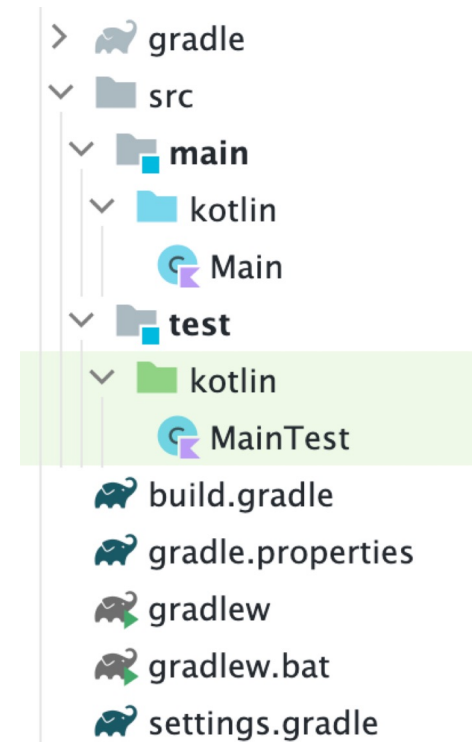 gradle
src
main
kotlin
Main
test
kotlin
MainTest
build.gradle
gradle.properties
gradlew
gradlew.bat
settings.gradle